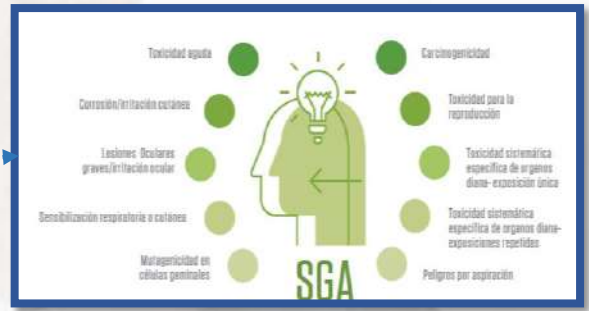 Toxicidad aguda
Corrosión/irritación cutánea
Lesiones Oculares
graves/irritación ocular
Sensibilización respiratoria o cutánea
Mutagenicidad en
células geminales
Carcinogenicidad
Toxicidad para la
reproducción
Toxicidad sistemática
específica de organos
diana- exposición única
Toxicidad sistemática
específica de organos diana-
exposiciones repetidas
Peligros por aspiración
SGA